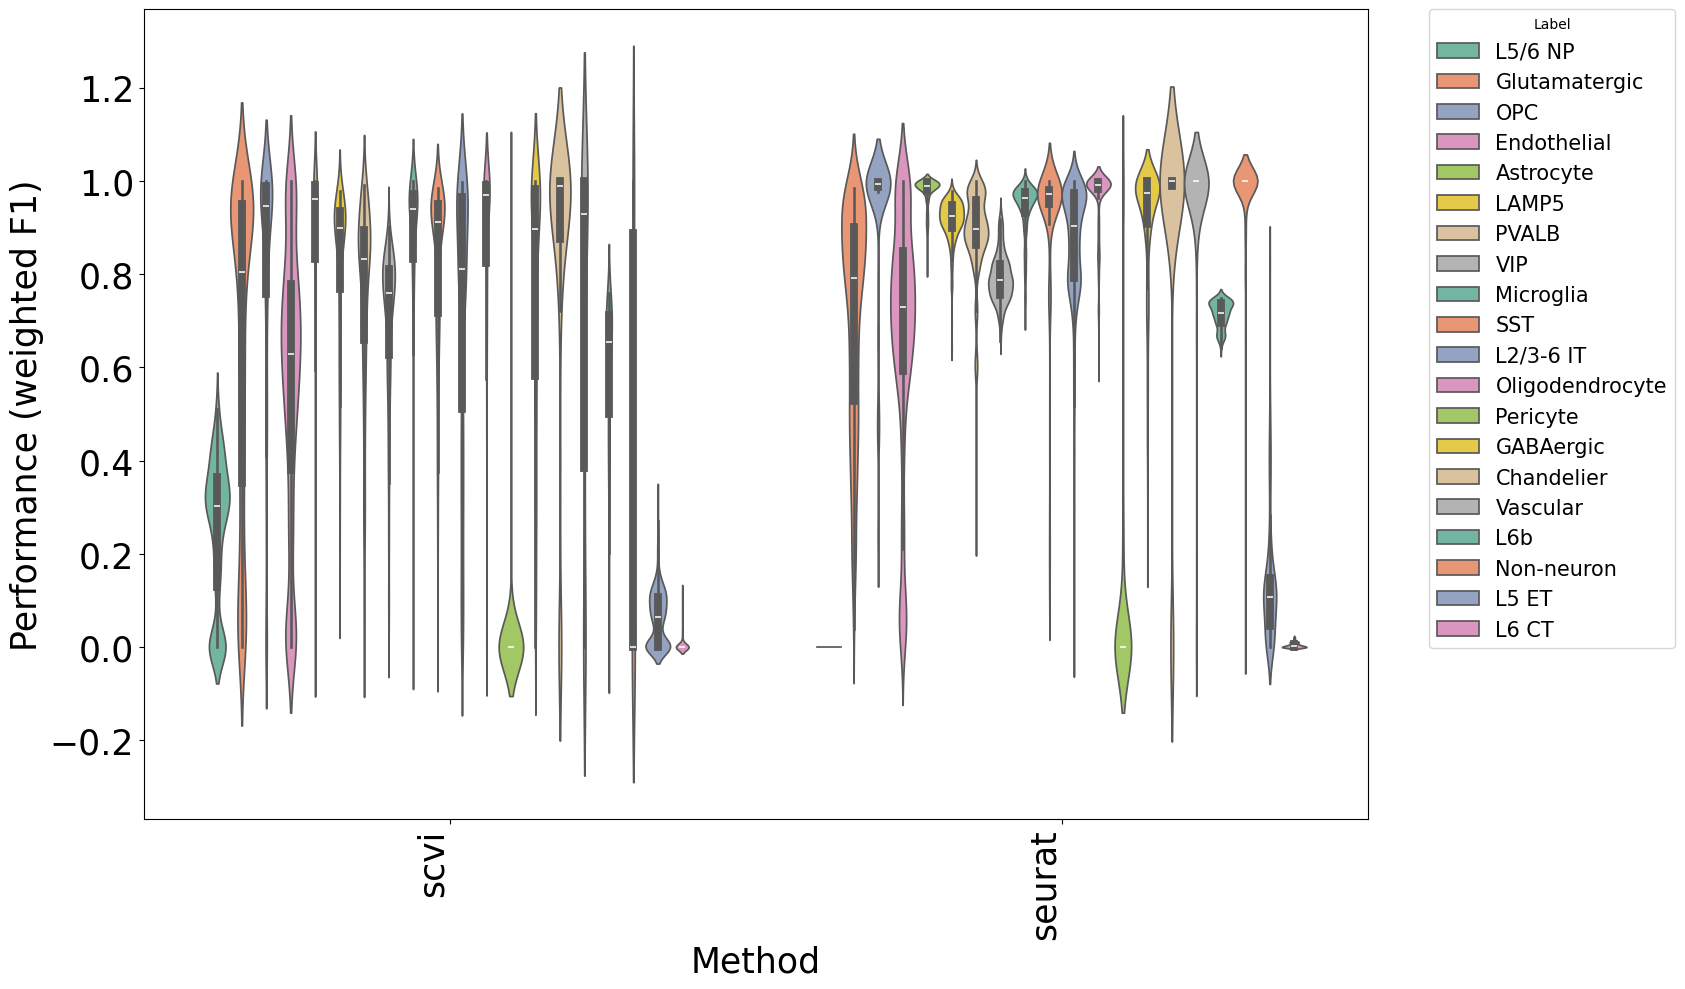 Performance (weighted F1)
1.2
1.0
0.8
0.6
0.4
0.2
0.0
−0.2
scvi
seurat
Method
Label
L5/6 NP
Glutamatergic
OPC
Endothelial
Astrocyte
LAMP5
PVALB
VIP
Microglia
SST
L2/3-6 IT
Oligodendrocyte
Pericyte
GABAergic
Chandelier
Vascular
L6b
Non-neuron
L5 ET
L6 CT